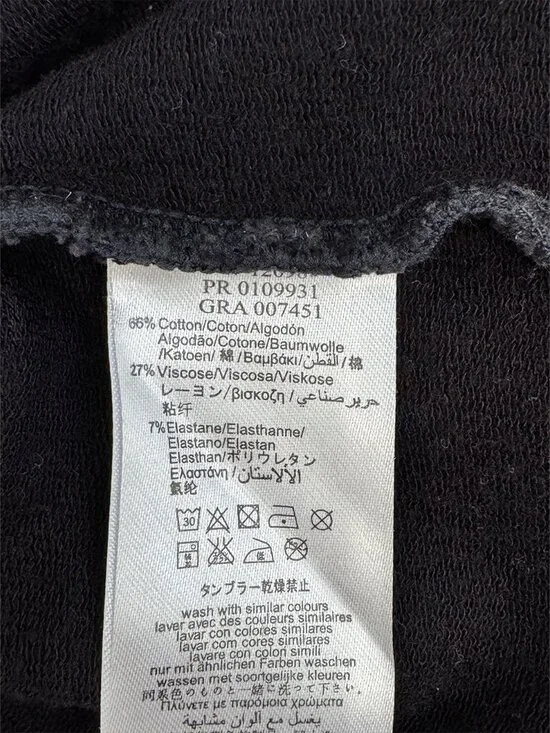 PR 0109931
GRA 007451
66% Cotton/Coton/Algodón
Algodão/Cotone/Baumwolle
/Katoen/ 綿 /Βαμβάκι/القطن/棉
27% Viscose/Viscosa/Viskose
レーヨン/βισκοζη/حرير صناعي/
粘纤
7% Elastane/Elasthanne/
Elastano/Elastan
Elasthan/ポリウレタン
Ελαστάνη/الألاستان/
氨纶
30
低
タンブラー乾燥禁止
wash with similar colours
laver avec des couleurs similaires
lavar com cores similares
lavar con colores similares
lavare con colori simili
nur mit ähnlichen Farben waschen
wassen met soortgelijke kleuren
同系色のものと一緒に洗って下さい。
Πλύνετε με παρόμοια χρώματα
يغسل مع الوان مشابهة